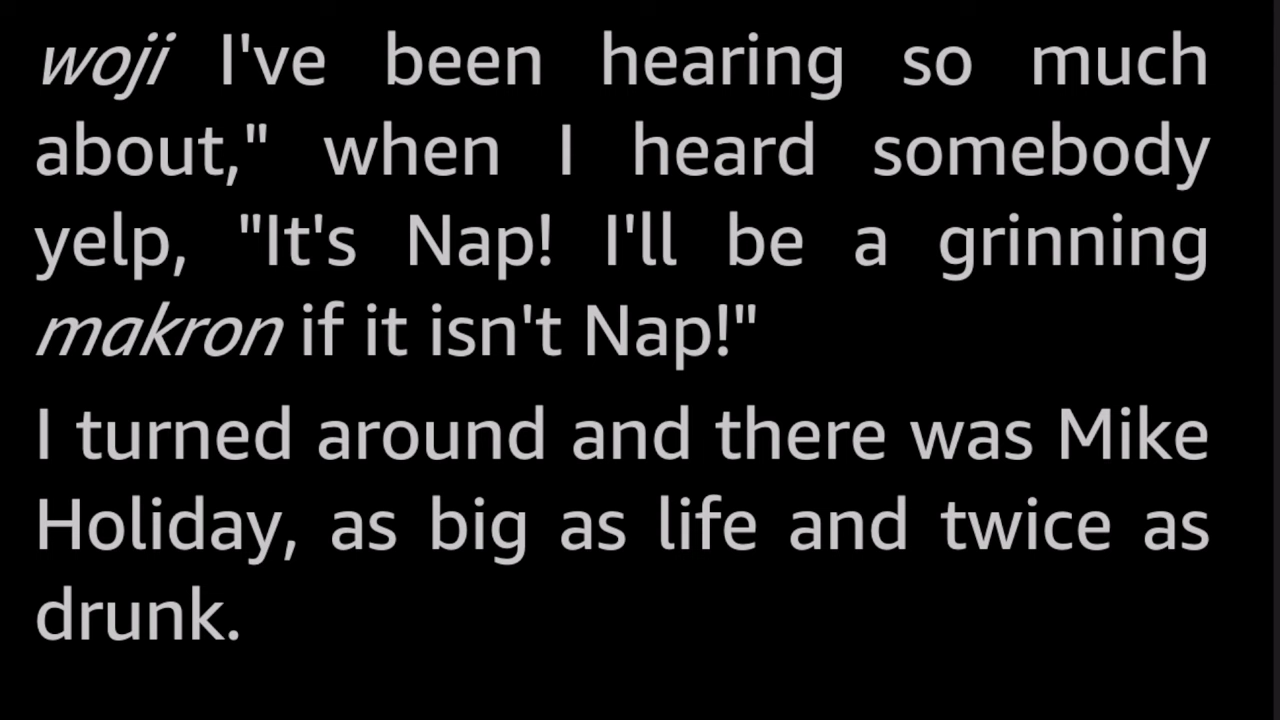 woji I've been hearing so much
about," when I heard somebody
yelp, "It's Nap! I'll be a grinning
makron if it isn't Nap!"
I turned around and there was Mike
Holiday, as big as life and twice as
drunk.